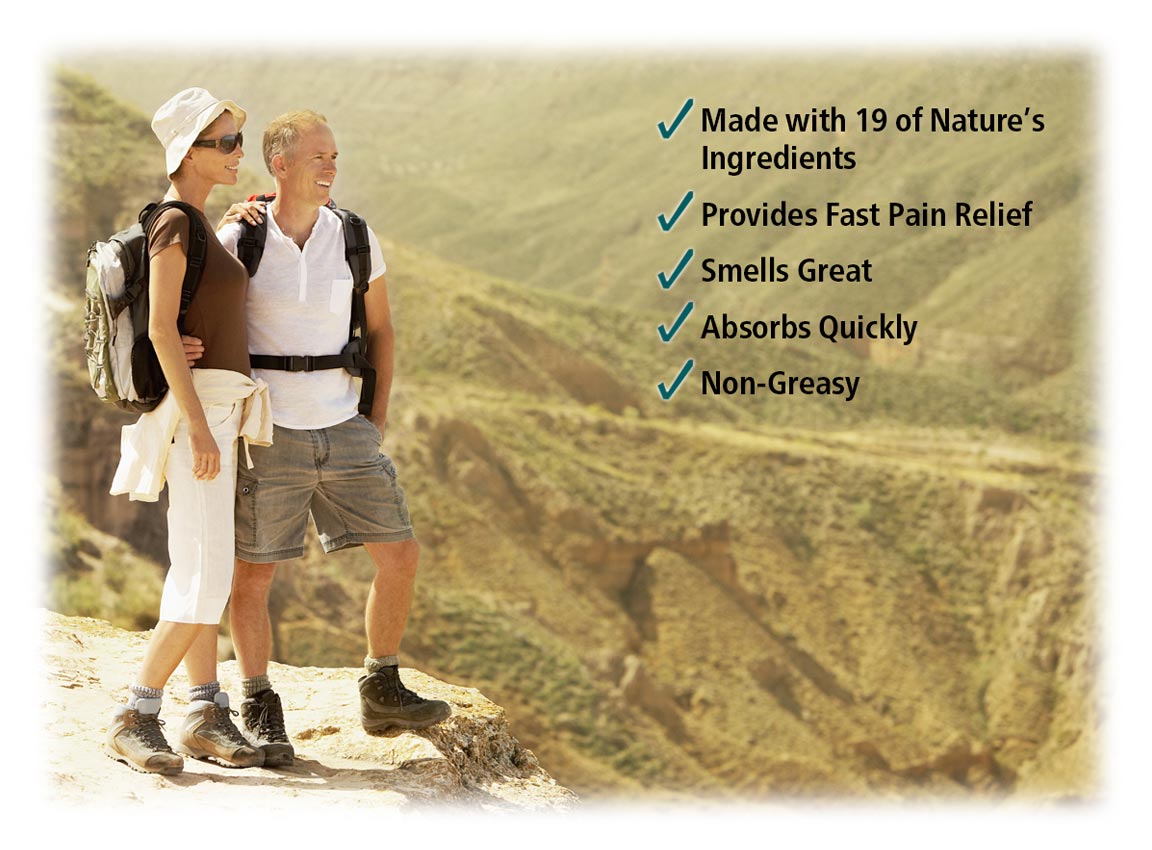 Made with 19 of Nature's
Ingredients
Provides Fast Pain Relief
Smells Great
Absorbs Quickly
Non-Greasy